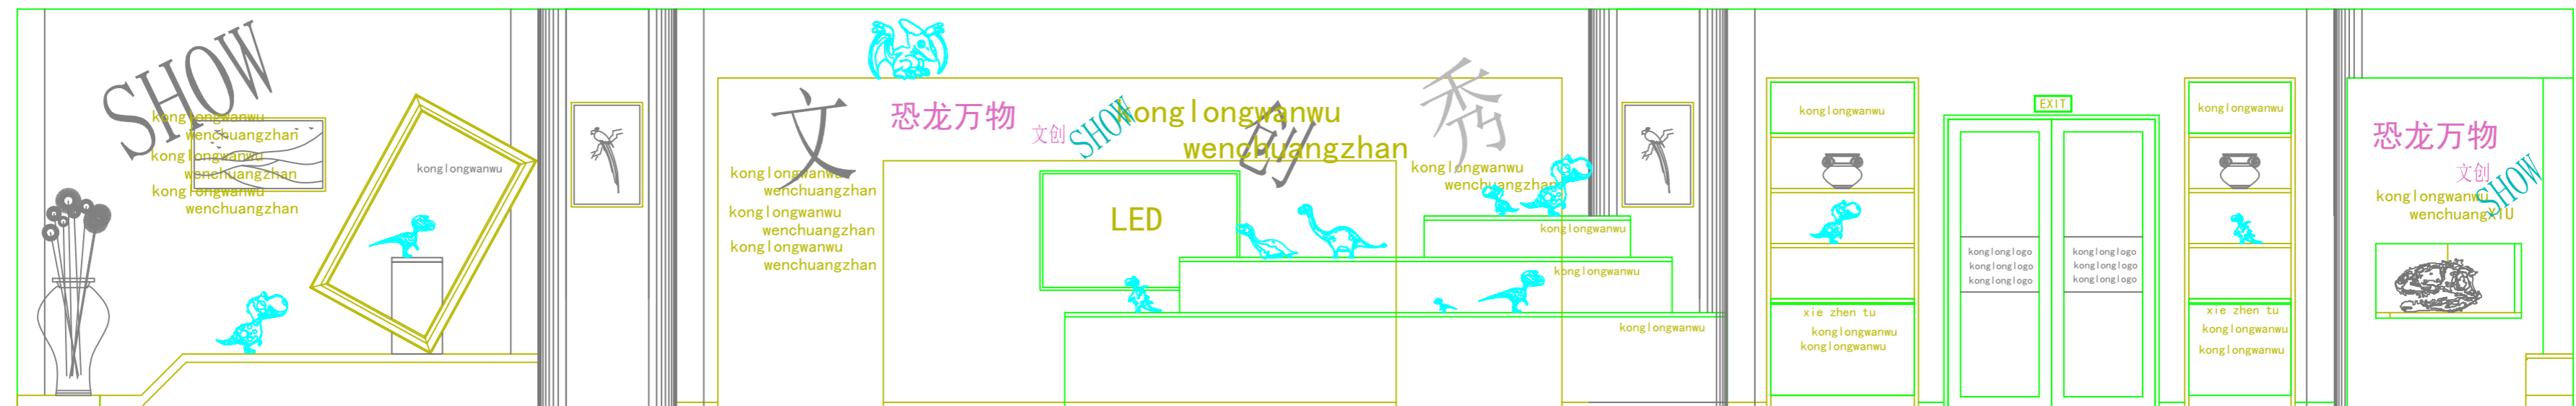 SHOW
konglongwanwu
wenchuangzhan
konglongwanwu
wenchuangzhan
konglongwanwu
wenchuangzhan
konglongwanwu
文
恐龙万物
文创
SHOW
konglongwanwu
wenchuangzhan
创
秀
konglongwanwu
wenchuangzhan
konglongwanwu
wenchuangzhan
konglongwanwu
wenchuangzhan
LED
konglongwanwu
wenchuangzhan
konglongwanwu
konglongwanwu
konglongwanwu
konglongwanwu
xie zhen tu
konglongwanwu
konglongwanwu
EXIT
konglonglogo
konglonglogo
konglonglogo
konglonglogo
konglonglogo
konglonglogo
konglongwanwu
xie zhen tu
konglongwanwu
konglongwanwu
恐龙万物
文创
SHOW
konglongwanwu
wenchuangXIU